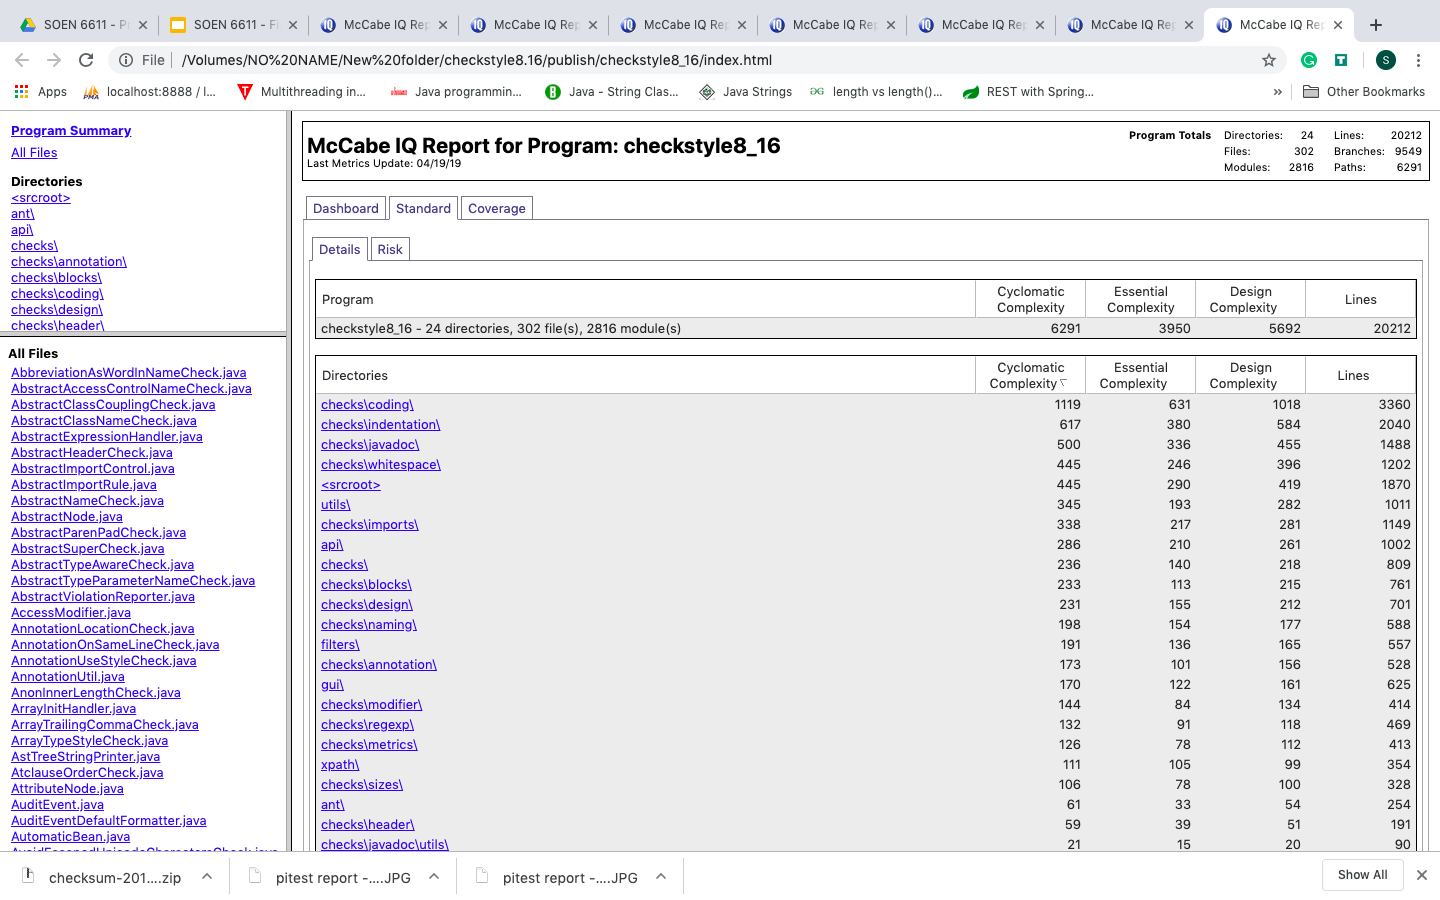 SOEN 6611 - P
SOEN 6611 - F
McCabe IQ Rep
McCabe IQ Rep
McCabe IQ Rep
McCabe IQ Rep
McCabe IQ Rep
McCabe IQ Rep
McCabe IQ Rep
File /Volumes/NO%20NAME/New%20folder/checkstyle8.16/publish/checkstyle8_16/index.html
S
Apps localhost:8888 / l... Multithreading in... Java programmin... Java - String Clas... Java Strings length vs length()... REST with Spring... » Other Bookmarks
Program Summary
All Files
Directories
<srcroot>
ant\
api\
checks\
checks\annotation\
checks\blocks\
checks\coding\
checks\design\
checks\header\
All Files
AbbreviationAsWordInNameCheck.java
AbstractAccessControlNameCheck.java
AbstractClassCouplingCheck.java
AbstractClassNameCheck.java
AbstractExpressionHandler.java
AbstractHeaderCheck.java
AbstractImportControl.java
AbstractImportRule.java
AbstractNameCheck.java
AbstractNode.java
AbstractParenPadCheck.java
AbstractSuperCheck.java
AbstractTypeAwareCheck.java
AbstractTypeParameterNameCheck.java
AbstractViolationReporter.java
AccessModifier.java
AnnotationLocationCheck.java
AnnotationOnSameLineCheck.java
AnnotationUseStyleCheck.java
AnnotationUtil.java
AnonInnerLengthCheck.java
ArrayInitHandler.java
ArrayTrailingCommaCheck.java
ArrayTypeStyleCheck.java
AstTreeStringPrinter.java
AtclauseOrderCheck.java
AttributeNode.java
AuditEvent.java
AuditEventDefaultFormatter.java
AutomaticBean.java
AvoidEscapedUnicodeCharactersCheck.java
McCabe IQ Report for Program: checkstyle8_16
Last Metrics Update: 04/19/19
Program Totals Directories: 24 Lines: 20212
Files: 302 Branches: 9549
Modules: 2816 Paths: 6291
Dashboard Standard Coverage
Details Risk
Program Cyclomatic Complexity Essential Complexity Design Complexity Lines
checkstyle8_16 - 24 directories, 302 file(s), 2816 module(s) 6291 3950 5692 20212
Directories Cyclomatic Complexity Essential Complexity Design Complexity Lines
checks\coding\ 1119 631 1018 3360
checks\indentation\ 617 380 584 2040
checks\javadoc\ 500 336 455 1488
checks\whitespace\ 445 246 396 1202
<srcroot> 445 290 419 1870
utils\ 345 193 282 1011
checks\imports\ 338 217 281 1149
api\ 286 210 261 1002
checks\ 236 140 218 809
checks\blocks\ 233 113 215 761
checks\design\ 231 155 212 701
checks\naming\ 198 154 177 588
filters\ 191 136 165 557
checks\annotation\ 173 101 156 528
gui\ 170 122 161 625
checks\modifier\ 144 84 134 414
checks\regexp\ 132 91 118 469
checks\metrics\ 126 78 112 413
xpath\ 111 105 99 354
checks\sizes\ 106 78 100 328
ant\ 61 33 54 254
checks\header\ 59 39 51 191
checks\javadoc\utils\ 21 15 20 90
checksum-201....zip
pitest report -....JPG
pitest report -....JPG
Show All